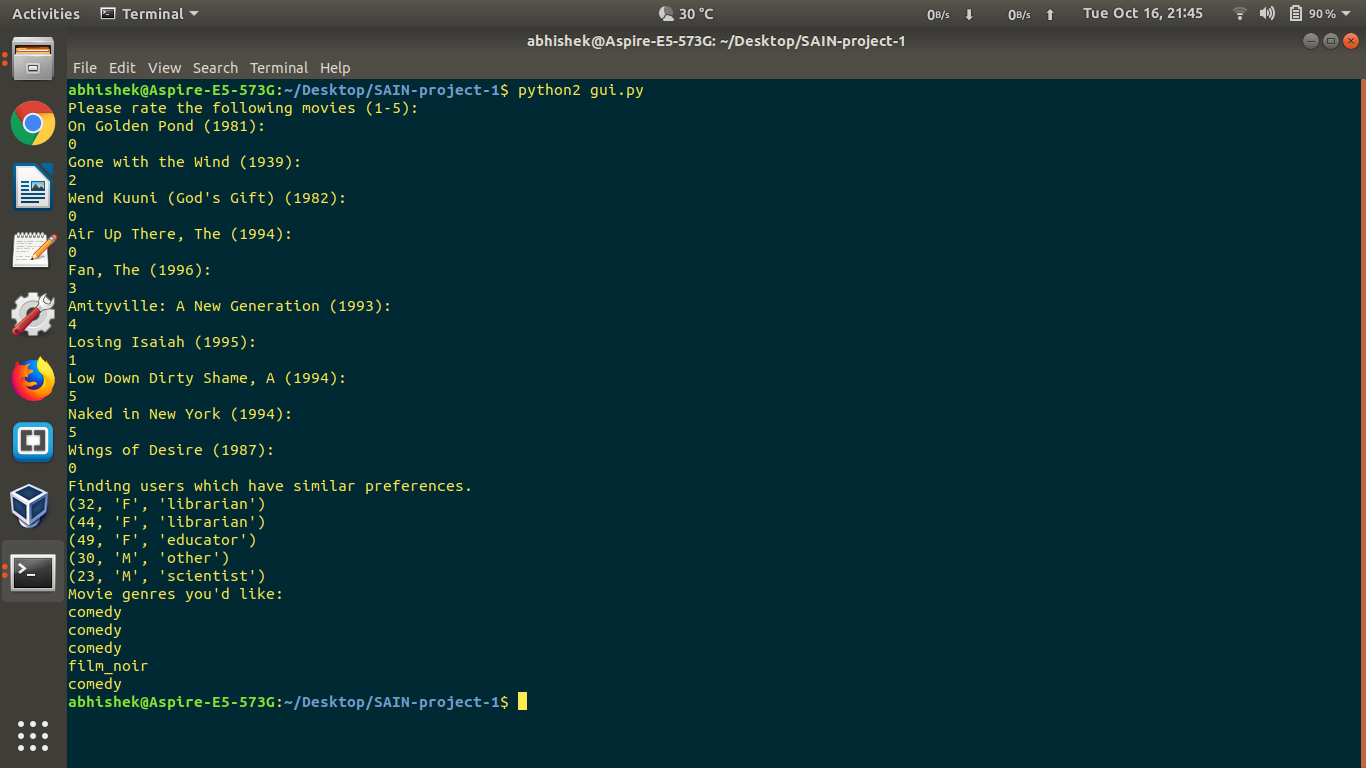 Activities Terminal 30 °C 0B/s 0B/s Tue Oct 16, 21:45 90 %
abhishek@Aspire-E5-573G: ~/Desktop/SAIN-project-1
File Edit View Search Terminal Help
abhishek@Aspire-E5-573G:~/Desktop/SAIN-project-1$ python2 gui.py
Please rate the following movies (1-5):
On Golden Pond (1981):
0
Gone with the Wind (1939):
2
Wend Kuuni (God's Gift) (1982):
0
Air Up There, The (1994):
0
Fan, The (1996):
3
Amityville: A New Generation (1993):
4
Losing Isaiah (1995):
1
Low Down Dirty Shame, A (1994):
5
Naked in New York (1994):
5
Wings of Desire (1987):
0
Finding users which have similar preferences.
(32, 'F', 'librarian')
(44, 'F', 'librarian')
(49, 'F', 'educator')
(30, 'M', 'other')
(23, 'M', 'scientist')
Movie genres you'd like:
comedy
comedy
comedy
film_noir
comedy
abhishek@Aspire-E5-573G:~/Desktop/SAIN-project-1$